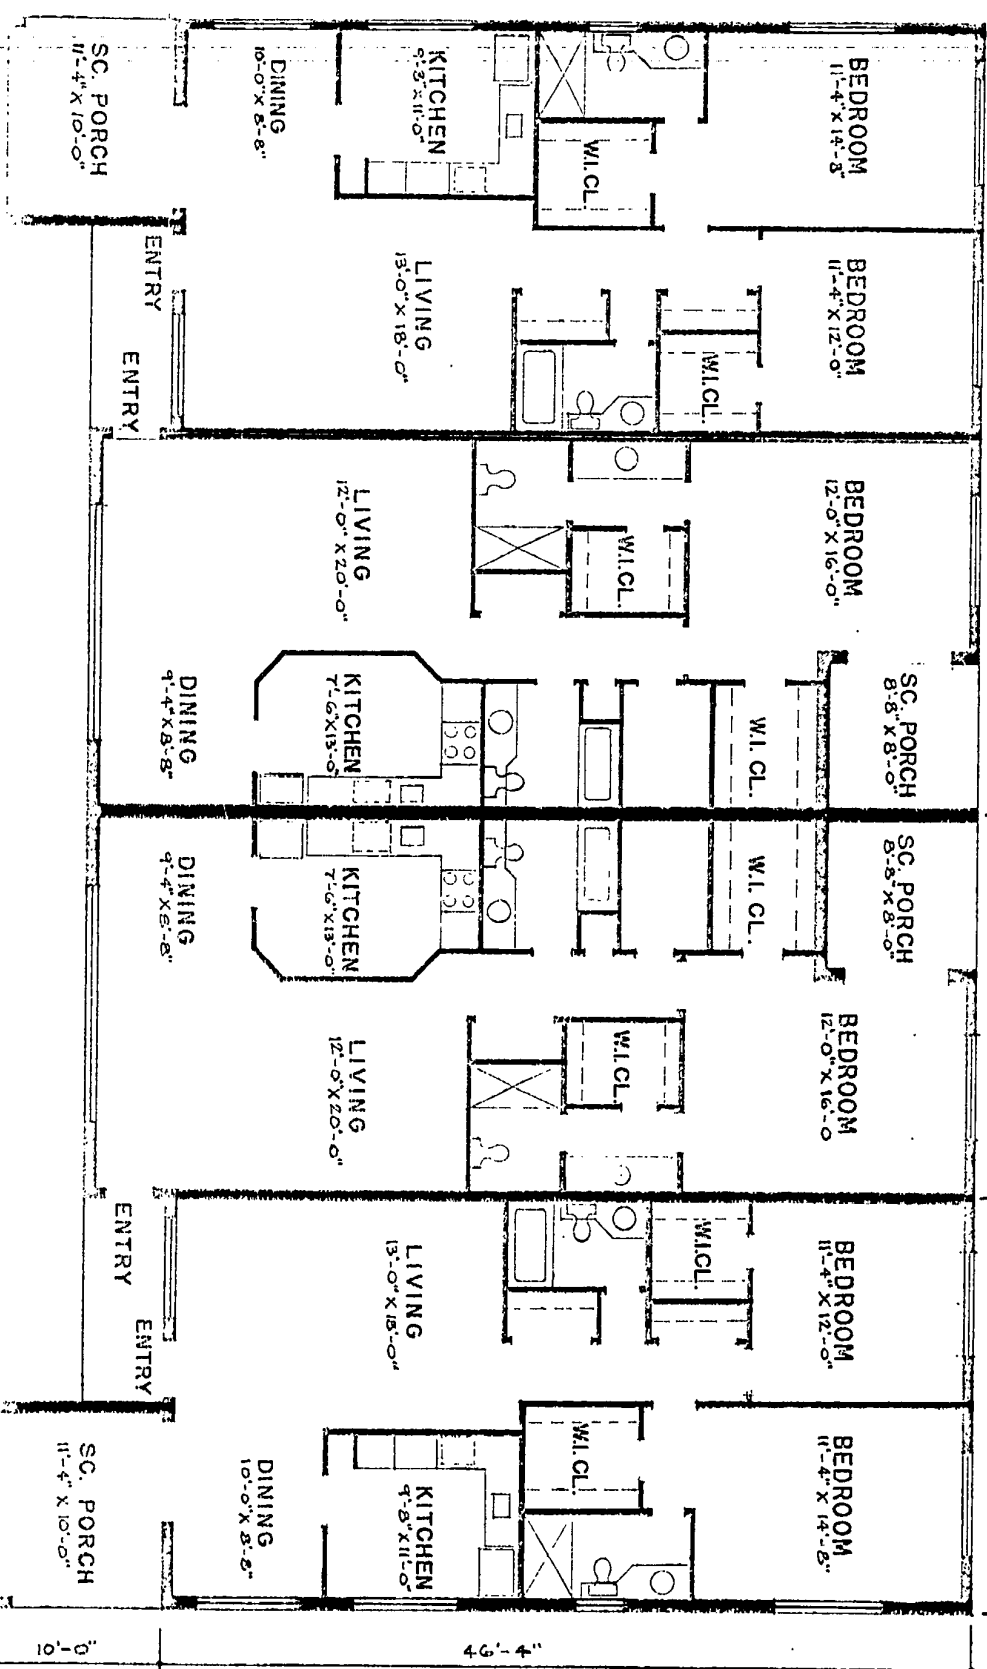 SC. PORCH
11'-4" X 10'-0"
DINING
10'-0" X 8'-8"
KITCHEN
9'-8" X 11'-0"
W.I.CL.
BEDROOM
11'-4" X 14'-8"
ENTRY
LIVING
13'-0" X 18'-0"
W.I.CL.
BEDROOM
11'-4" X 12'-0"
ENTRY
LIVING
12'-0" X 20'-0"
W.I.CL.
BEDROOM
12'-0" X 16'-0"
DINING
9'-4" X 8'-8"
KITCHEN
7'-6" X 13'-0"
W.I. CL.
SC. PORCH
8'-8" X 8'-0"
DINING
9'-4" X 8'-8"
KITCHEN
7'-6" X 13'-0"
W.I. CL.
SC. PORCH
8'-8" X 8'-0"
LIVING
12'-0" X 20'-0"
W.I.CL.
BEDROOM
12'-0" X 16'-0
ENTRY
LIVING
13'-0" X 18'-0"
W.I.CL.
BEDROOM
11'-4" X 12'-0"
ENTRY
SC. PORCH
11'-4" X 10'-0"
DINING
10'-0" X 8'-8"
KITCHEN
9'-8" X 11'-0"
W.I.CL.
BEDROOM
11'-4" X 14'-8"
10'-0"
46'-4"